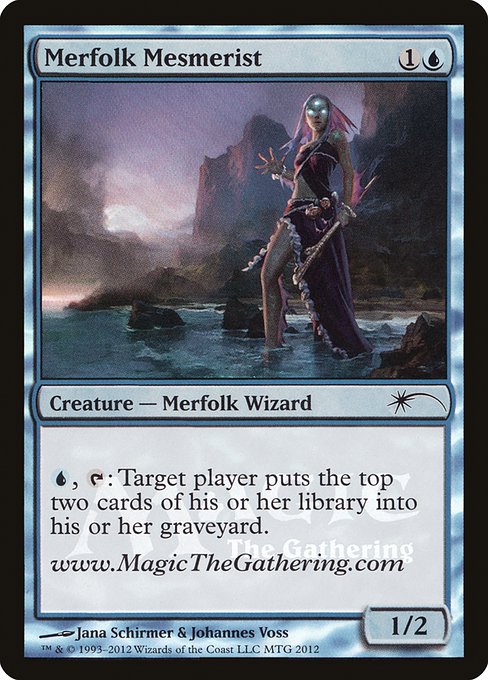 Merfolk Mesmerist 1
Creature — Merfolk Wizard
, : Target player puts the top
two cards of his or her library into
his or her graveyard.
Magic
The Gathering
www.MagicTheGathering.com
Jana Schirmer & Johannes Voss
1/2
™ & © 1993–2012 Wizards of the Coast LLC MTG 2012